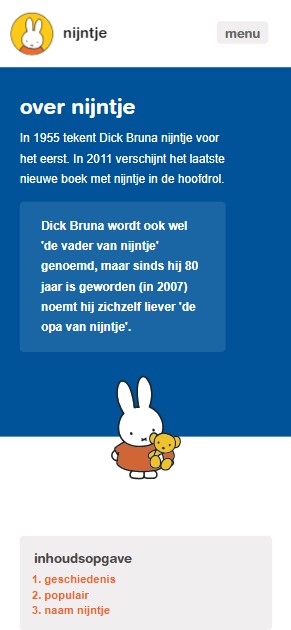 nijntje
menu
over nijntje
In 1955 tekent Dick Bruna nijntje voor
het eerst. In 2011 verschijnt het laatste
nieuwe boek met nijntje in de hoofdrol.
Dick Bruna wordt ook wel
'de vader van nijntje'
genoemd, maar sinds hij 80
jaar is geworden (in 2007)
noemt hij zichzelf liever 'de
opa van nijntje'.
inhoudsopgave
1. geschiedenis
2. populair
3. naam nijntje